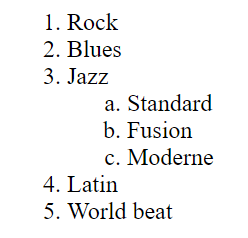 1. Rock
2. Blues
3. Jazz
a. Standard
b. Fusion
c. Moderne
4. Latin
5. World beat